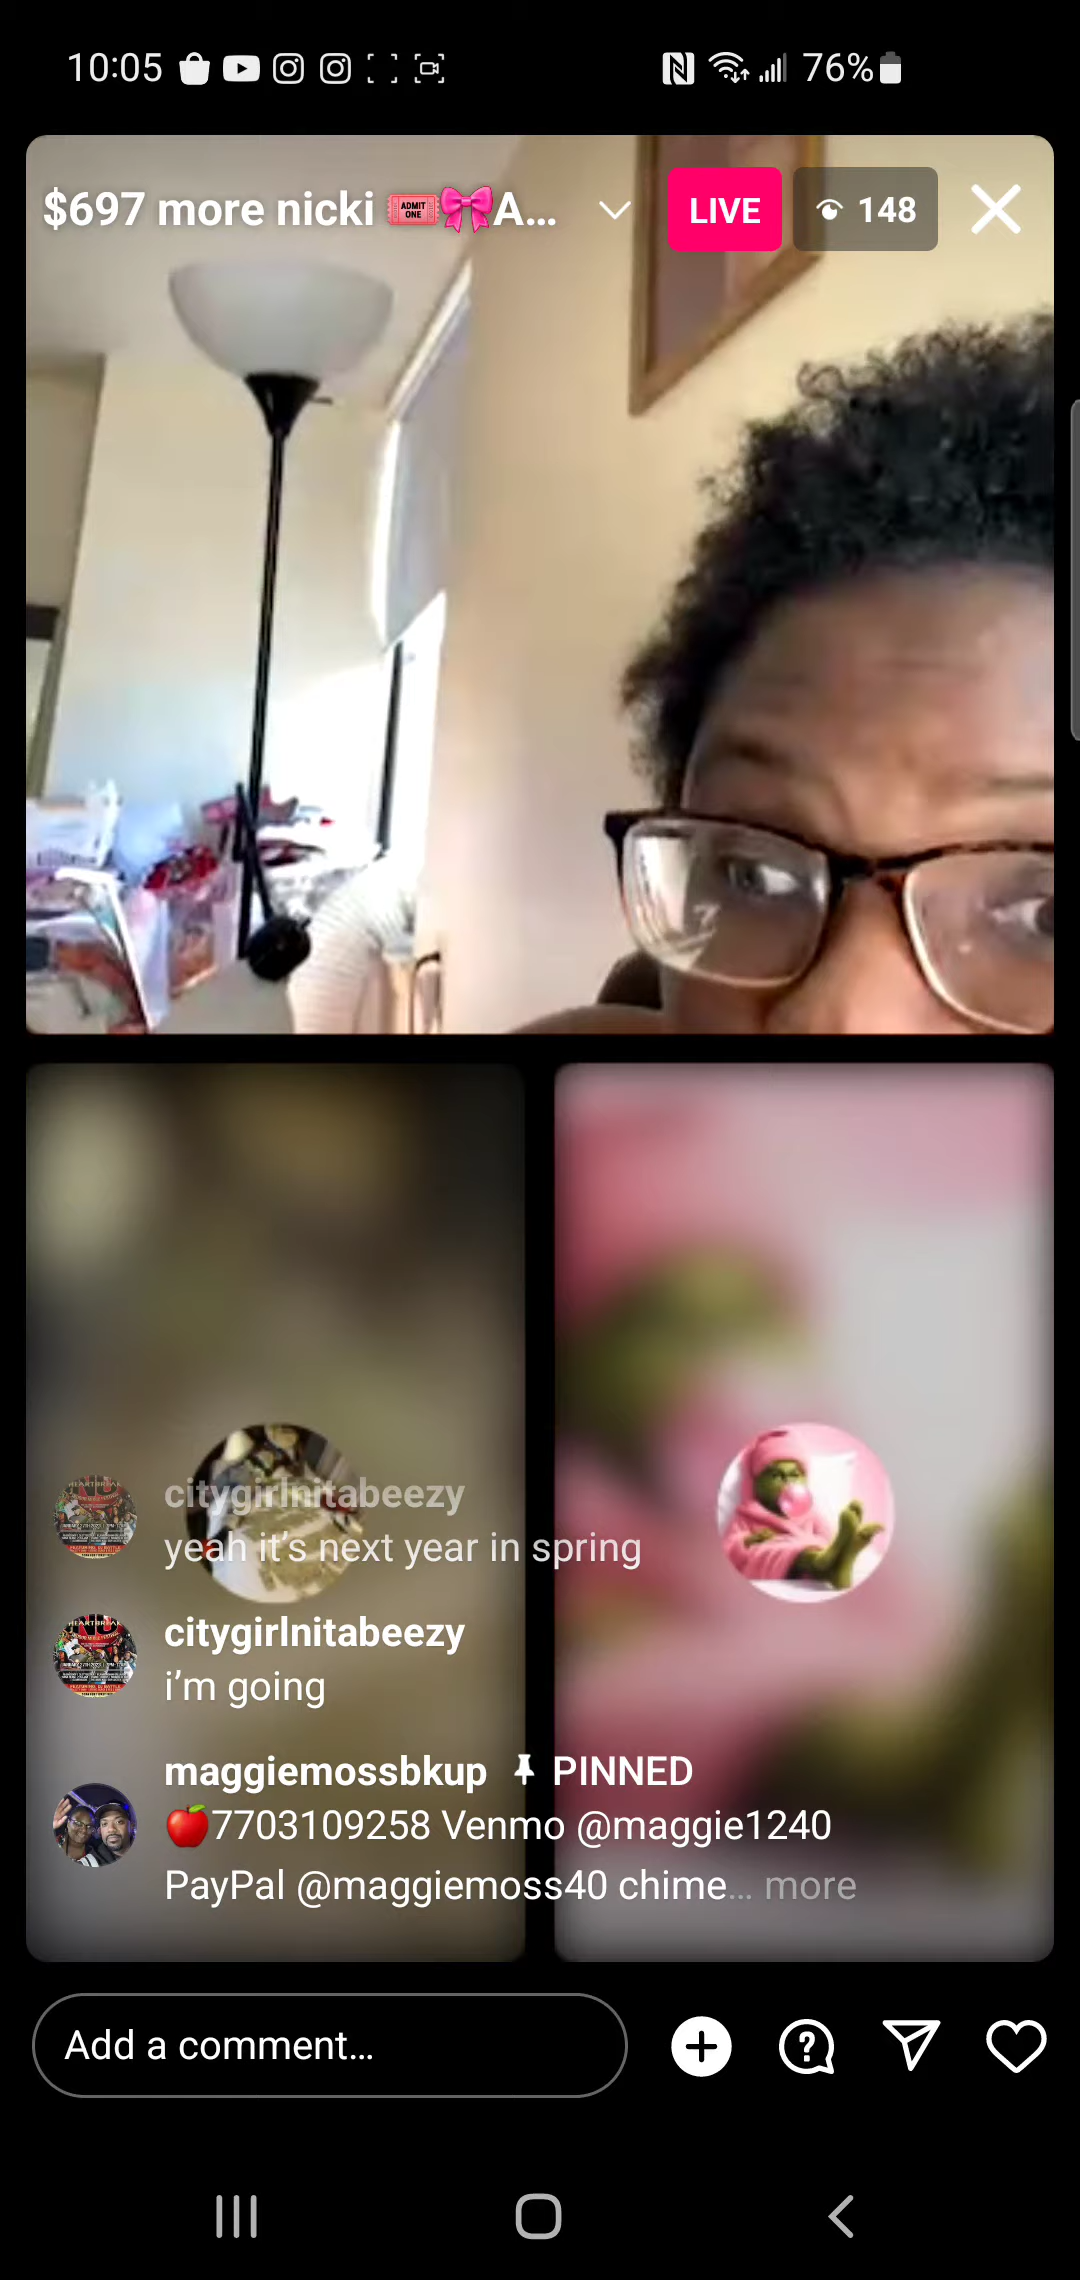 10:05 76%
$697 more nicki 🎟️🎀A... LIVE 148
citygirlnitabeezy
yeah it's next year in spring
citygirlnitabeezy
i'm going
maggiemossbkup PINNED
🍎7703109258 Venmo @maggie1240
PayPal @maggiemoss40 chime... more
Add a comment...